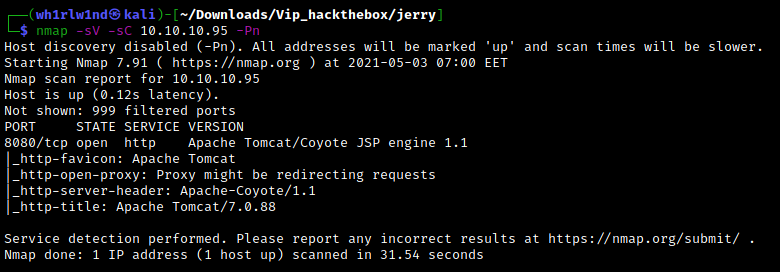 ┌──(wh1rlw1nd㉿kali)-[~/Downloads/Vip_hackthebox/jerry]
└─$ nmap -sV -sC 10.10.10.95 -Pn
Host discovery disabled (-Pn). All addresses will be marked 'up' and scan times will be slower.
Starting Nmap 7.91 ( https://nmap.org ) at 2021-05-03 07:00 EET
Nmap scan report for 10.10.10.95
Host is up (0.12s latency).
Not shown: 999 filtered ports
PORT     STATE SERVICE VERSION
8080/tcp open  http    Apache Tomcat/Coyote JSP engine 1.1
|_http-favicon: Apache Tomcat
|_http-open-proxy: Proxy might be redirecting requests
|_http-server-header: Apache-Coyote/1.1
|_http-title: Apache Tomcat/7.0.88
Service detection performed. Please report any incorrect results at https://nmap.org/submit/ .
Nmap done: 1 IP address (1 host up) scanned in 31.54 seconds